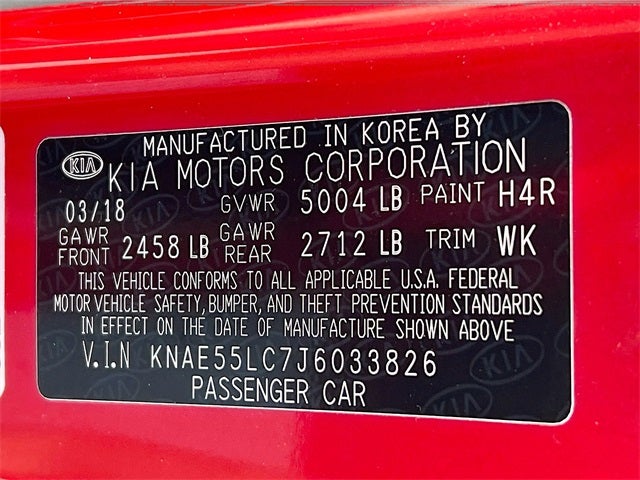 MANUFACTURED IN KOREA BY
KIA KIA MOTORS CORPORATION
03/18 GVWR 5004 LB PAINT H4R
GAWR FRONT 2458 LB GAWR REAR 2712 LB TRIM WK
THIS VEHICLE CONFORMS TO ALL APPLICABLE U.S.A. FEDERAL
MOTOR VEHICLE SAFETY, BUMPER, AND THEFT PREVENTION STANDARDS
IN EFFECT ON THE DATE OF MANUFACTURE SHOWN ABOVE
V.I.N KNAE55LC7J6033826
PASSENGER CAR